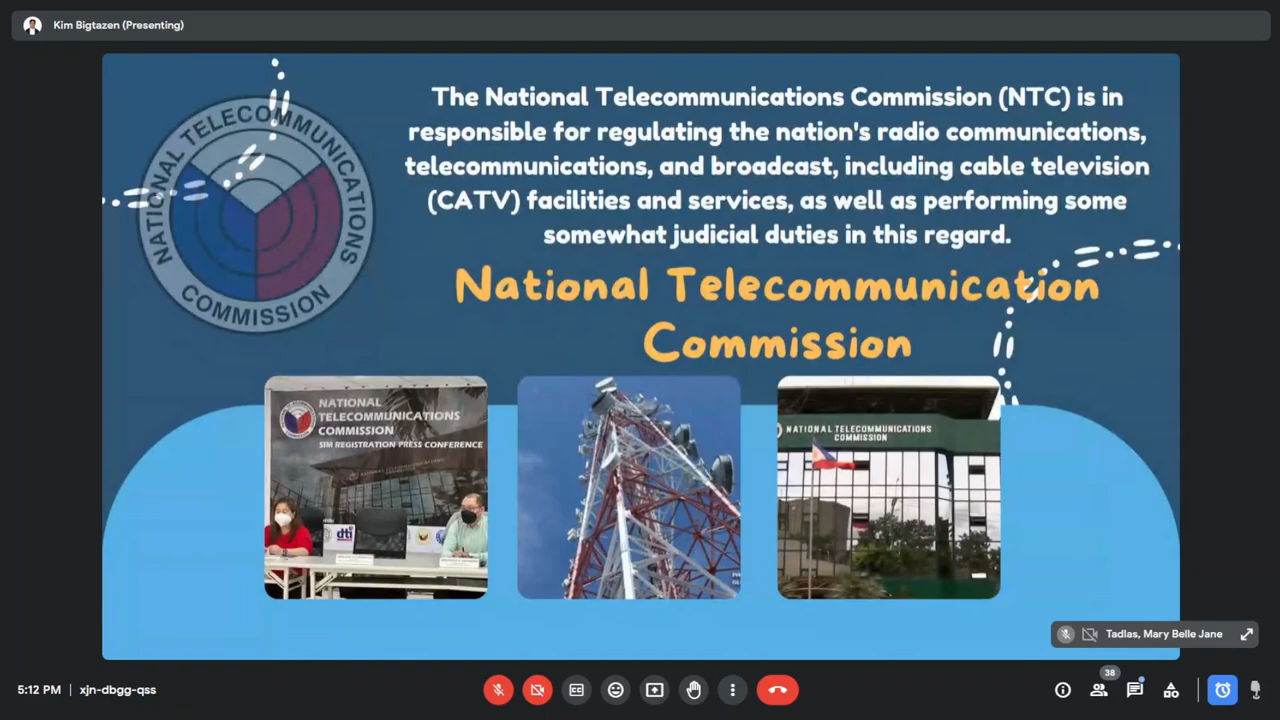 Kim Bigtazen (Presenting)
NATIONAL TELECOMMUNICATIONS
COMMISSION
The National Telecommunications Commission (NTC) is in
responsible for regulating the nation's radio communications,
telecommunications, and broadcast, including cable television
(CATV) facilities and services, as well as performing some
somewhat judicial duties in this regard.
National Telecommunication
Commission
NATIONAL
TELECOMMUNICATIONS
COMMISSION
SIM REGISTRATION PRESS CONFERENCE
dti
NATIONAL TELECOMMUNICATIONS
COMMISSION
Tadlas, Mary Belle Jane
5:12 PM | xjn-dbgg-qss
CC
38